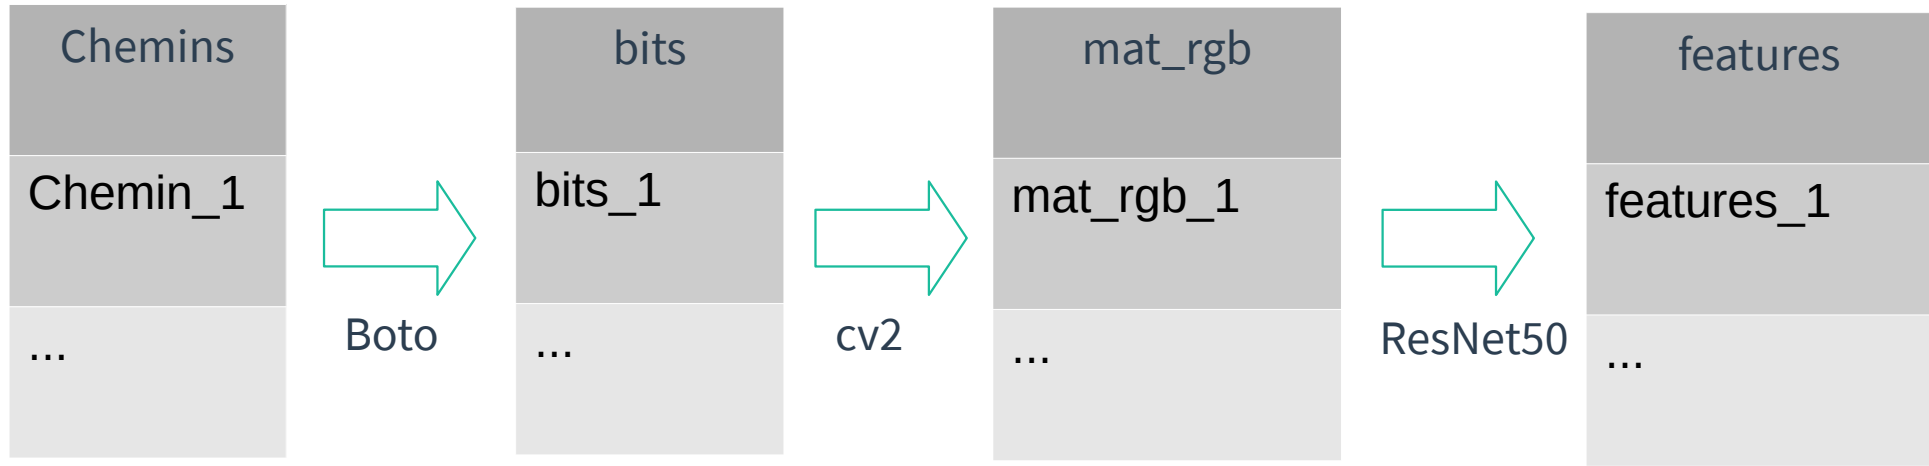 Chemins
Chemin_1
...
Boto
bits
bits_1
...
cv2
mat_rgb
mat_rgb_1
...
ResNet50
features
features_1
...